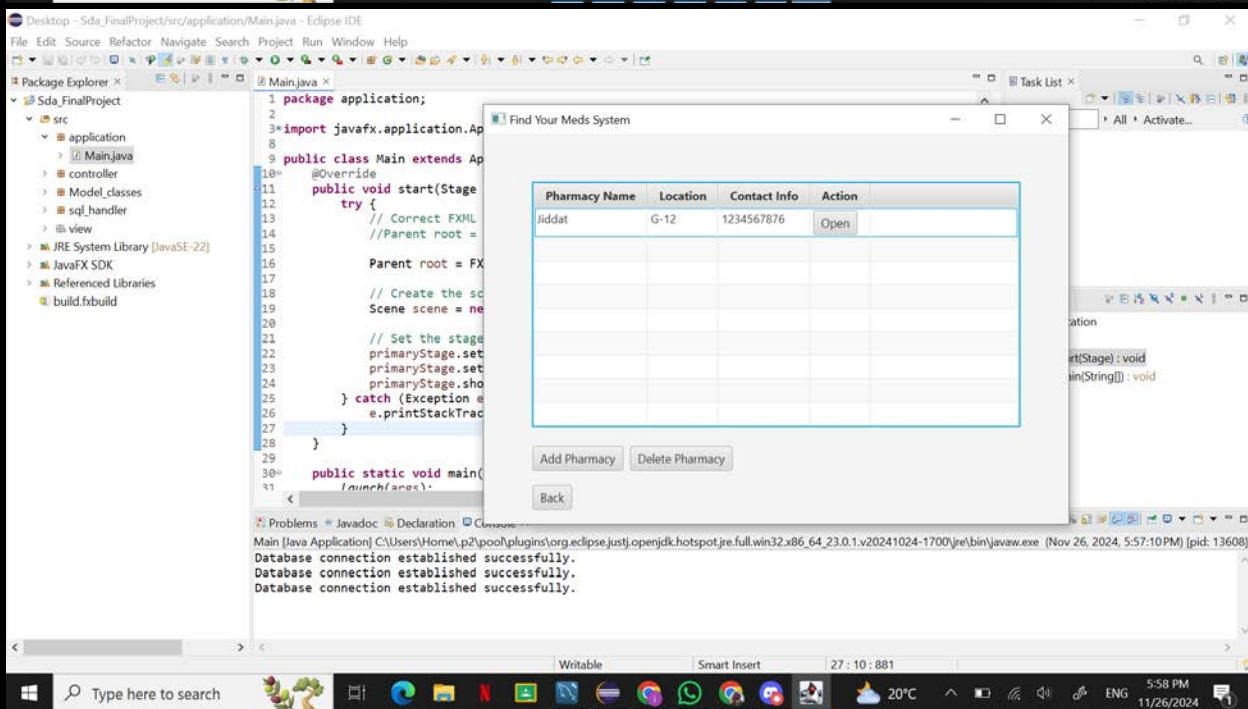 Desktop - Sda_FinalProject/src/application/Main.java - Eclipse IDE
File Edit Source Refactor Navigate Search Project Run Window Help
Package Explorer ×
Sda_FinalProject
src
application
Main.java
controller
Model_classes
sql_handler
view
JRE System Library [JavaSE-22]
JavaFX SDK
Referenced Libraries
build.fxbuild
Main.java ×
1 package application;
2
3 import javafx.application.Ap
8
9 public class Main extends Ap
10 @Override
11 public void start(Stage
12 try {
13 // Correct FXML
14 //Parent root =
15
16 Parent root = FX
17
18 // Create the sc
19 Scene scene = ne
20
21 // Set the stage
22 primaryStage.set
23 primaryStage.set
24 primaryStage.sho
25 } catch (Exception e
26 e.printStackTrac
27 }
28 }
29
30 public static void main(
31 launch(args);
Find Your Meds System
Pharmacy Name Location Contact Info Action
Jiddat G-12 1234567876 Open
Add Pharmacy Delete Pharmacy
Back
Task List ×
All Activate...
ation
rt(Stage) : void
ain(String[]) : void
Problems Javadoc Declaration Console
Main [Java Application] C:\Users\Home\.p2\pool\plugins\org.eclipse.justj.openjdk.hotspot.jre.full.win32.x86_64_23.0.1.v20241024-1700\jre\bin\javaw.exe (Nov 26, 2024, 5:57:10 PM) [pid: 13608]
Database connection established successfully.
Database connection established successfully.
Database connection established successfully.
Writable Smart Insert 27 : 10 : 881
Type here to search
20°C
ENG
5:58 PM
11/26/2024